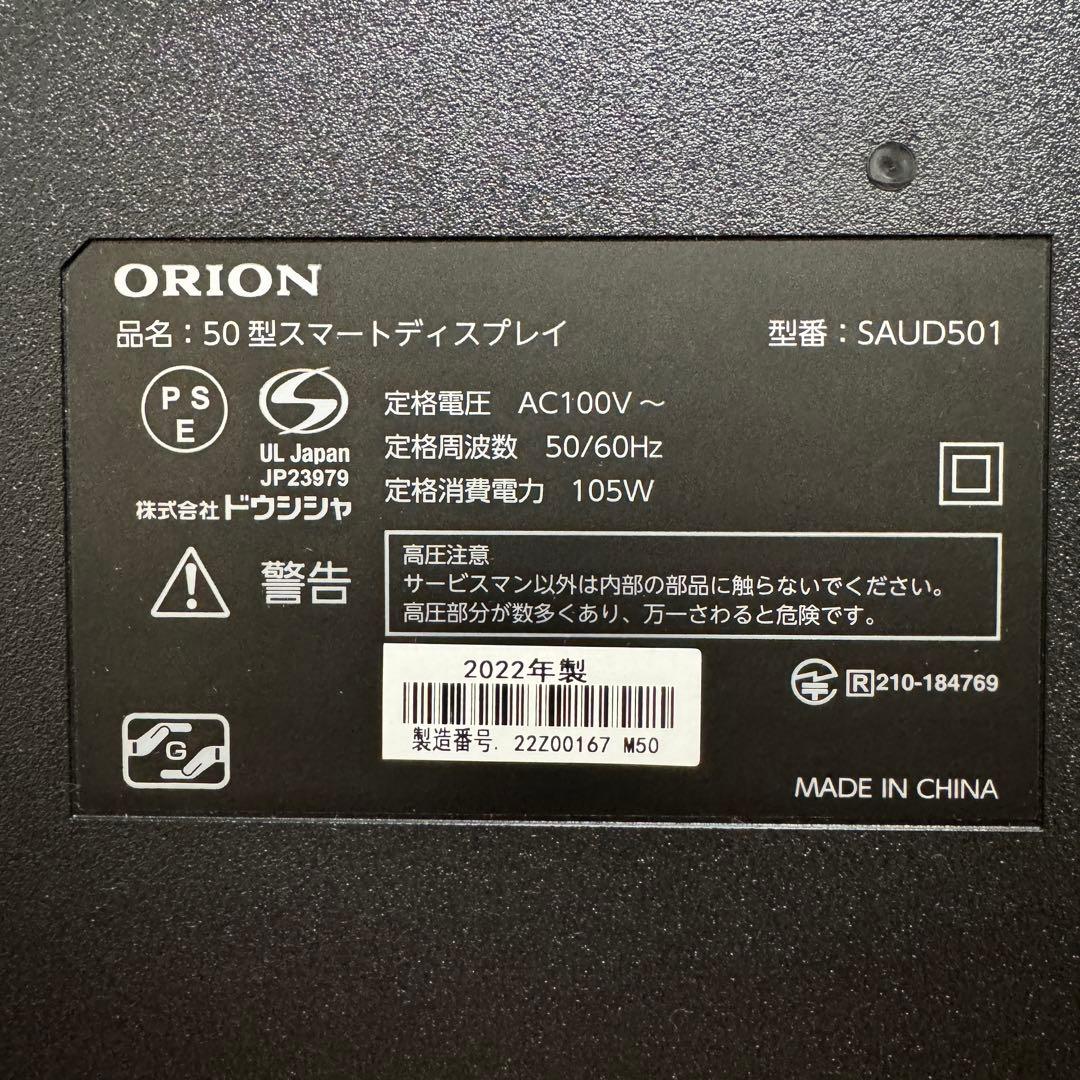 ORION
品名：50 型スマートディスプレイ 型番：SAUD501
PSE
UL Japan
JP23979
株式会社ドウシシャ
定格電圧 AC100V～
定格周波数 50/60Hz
定格消費電力 105W
警告
高圧注意
サービスマン以外は内部の部品に触らないでください。
高圧部分が数多くあり、万一さわると危険です。
2022年製
製造番号. 22Z00167 M50
R 210-184769
G
MADE IN CHINA